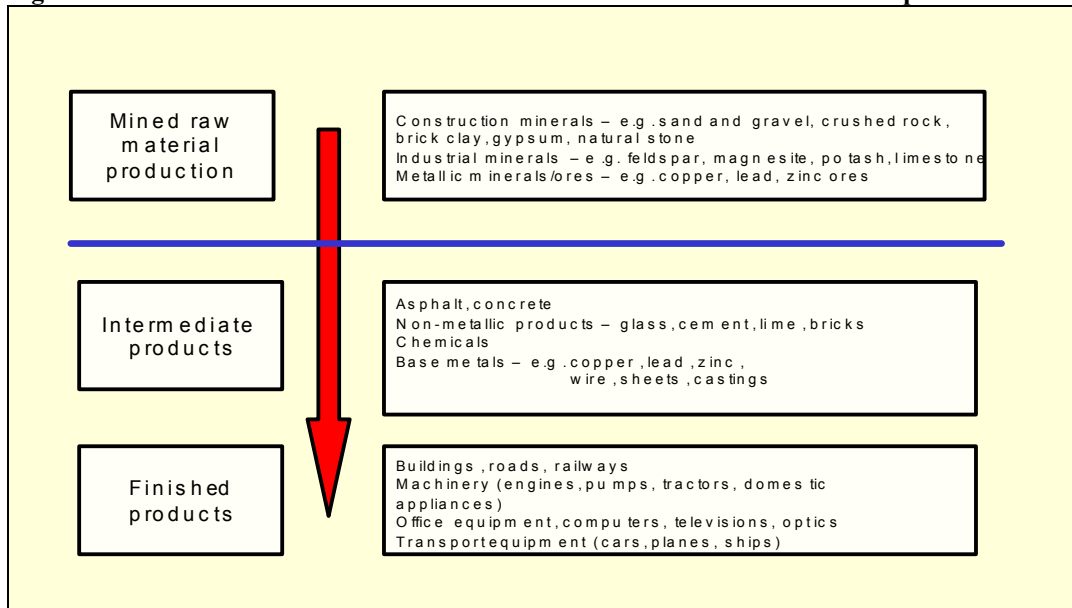 Mined raw
material
production
Construction minerals – e.g. sand and gravel, crushed rock,
brick clay, gypsum, natural stone
Industrial minerals – e.g. feldspar, magnesite, potash, limestone
Metallic minerals/ores – e.g. copper, lead, zinc ores
Intermediate
products
Asphalt, concrete
Non-metallic products – glass, cement, lime, bricks
Chemicals
Base metals – e.g. copper, lead, zinc,
wire, sheets, castings
Finished
products
Buildings, roads, railways
Machinery (engines, pumps, tractors, domestic
appliances)
Office equipment, computers, televisions, optics
Transport equipment (cars, planes, ships)